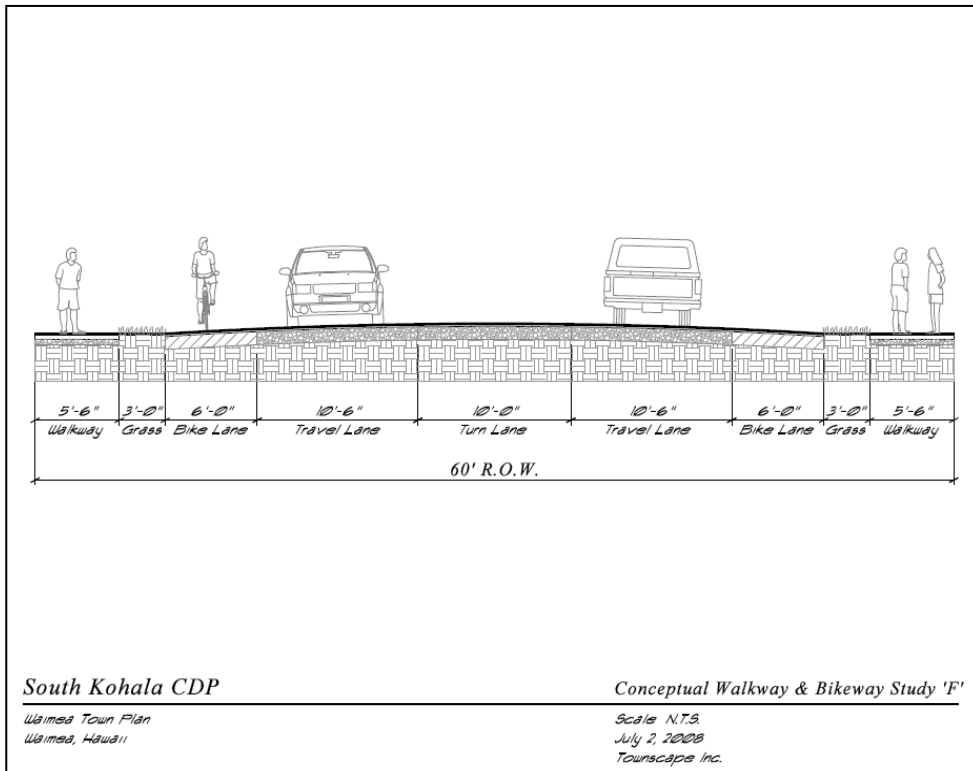 5'-6" 3'-0" 6'-0" 10'-6" 10'-0" 10'-6" 6'-0" 3'-0" 5'-6"
Walkway Grass Bike Lane Travel Lane Turn Lane Travel Lane Bike Lane Grass Walkway
60' R.O.W.
South Kohala CDP
Conceptual Walkway & Bikeway Study 'F'
Waimea Town Plan
Waimea, Hawaii
Scale N.T.S.
July 2, 2008
Townscape Inc.